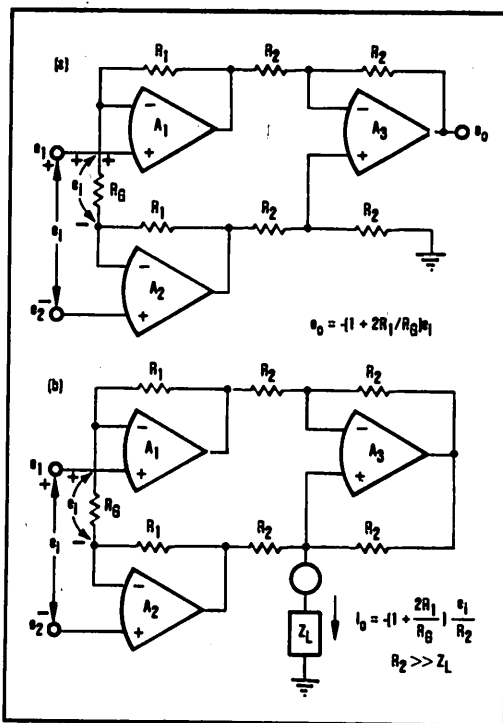 (a)
R1 R2 R2
A1
A3
e1
+
+ +
ei
RG
−
R1 R2 R2
ei
A2
e2
−
eo
eo = -(1 + 2R1/RG)ei
(b)
R1 R2 R2
A1
A3
e1
+
+
ei
RG
−
R1 R2 R2
ei
A2
e2
−
ZL
Io = -(1 + 2R1/RG) ei/R2
R2 >> ZL